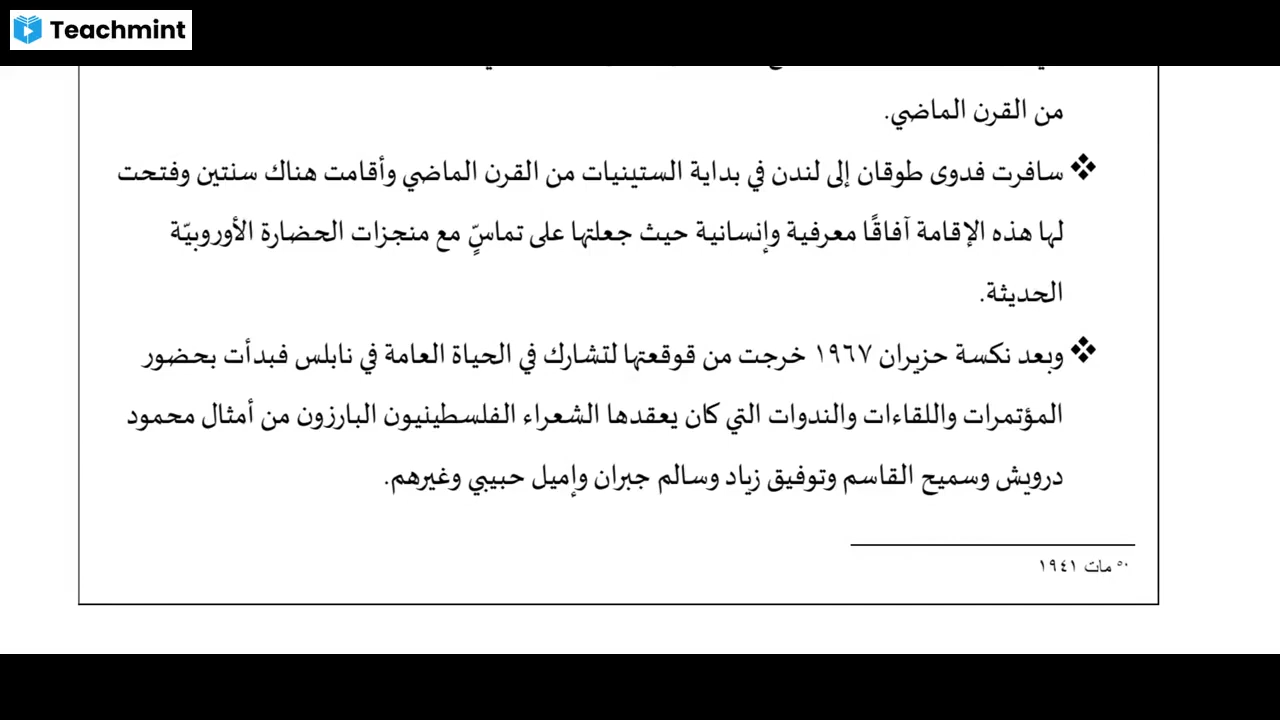 Teachmint
من القرن الماضي.
❖ سافرت فدوى طوقان إلى لندن في بداية الستينيات من القرن الماضي وأقامت هناك سنتين وفتحت
لها هذه الإقامة آفاقًا معرفية وإنسانية حيث جعلتها على تماسٍّ مع منجزات الحضارة الأوروبيّة
الحديثة.
❖ وبعد نكسة حزيران ١٩٦٧ خرجت من قوقعتها لتشارك في الحياة العامة في نابلس فبدأت بحضور
المؤتمرات واللقاءات والندوات التي كان يعقدها الشعراء الفلسطينيون البارزون من أمثال محمود
درويش وسميح القاسم وتوفيق زياد وسالم جبران وإميل حبيبي وغيرهم.
٥٠ مات ١٩٤١